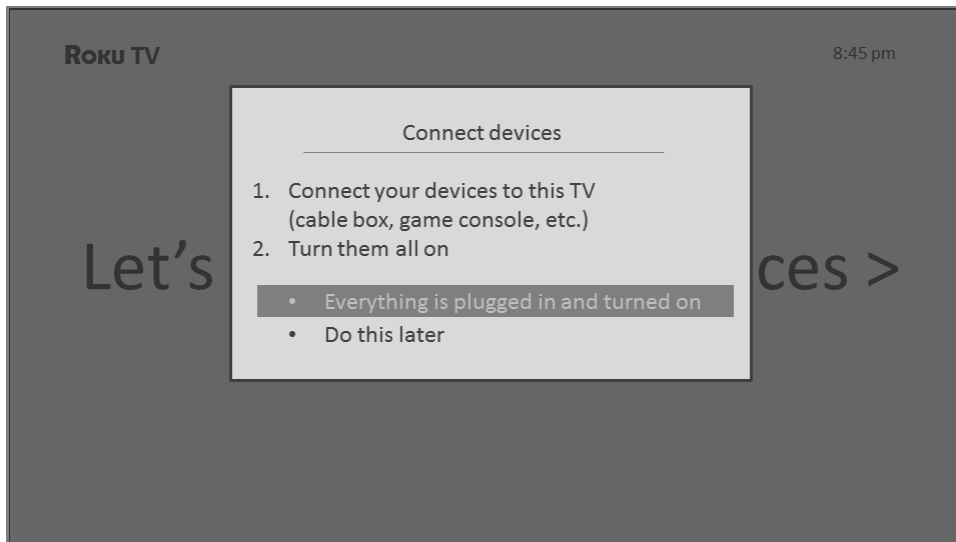 Roku TV
8:45 pm
Connect devices
1. Connect your devices to this TV
(cable box, game console, etc.)
2. Turn them all on
Let's ces >
• Everything is plugged in and turned on
• Do this later